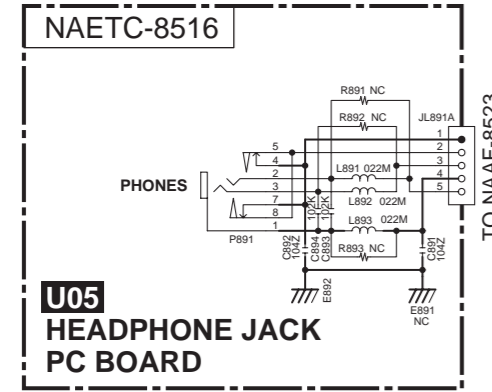 NAETC-8516
R891 NC
R892 NC
JL891A
1
2
3
4
5
TO NAAF-8523
5
4
2
3
7
8
1
PHONES
P891
L891 022M
L892 022M
L893 022M
R893 NC
102K
102K
C892
104Z
C894
C893
C891
104Z
E892
E891
NC
U05
HEADPHONE JACK
PC BOARD